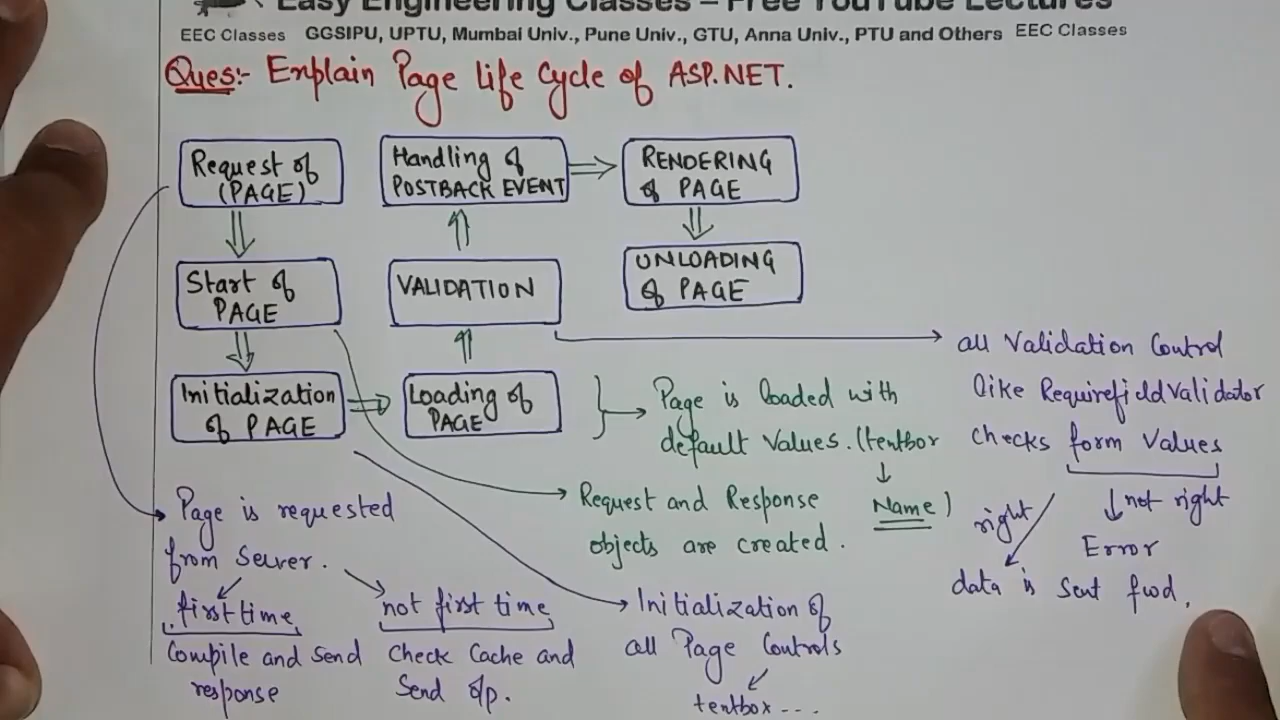 Easy Engineering Classes – Free YouTube Lectures
EEC Classes GGSIPU, UPTU, Mumbai Univ., Pune Univ., GTU, Anna Univ., PTU and Others EEC Classes
Ques:- Explain Page life Cycle of ASP.NET.
Request of
(PAGE)
Start of
PAGE
Initialization
of PAGE
Loading of
PAGE
VALIDATION
Handling of
POSTBACK EVENT
RENDERING
of PAGE
UNLOADING
of PAGE
all Validation Control
like RequirefieldValidator
checks form Values
right
not right
Error
data is sent fwd.
Page is loaded with
default Values. (textbox
Name)
Request and Response
objects are created.
Page is requested
from Server.
first time
Compile and Send
response
not first time
Check Cache and
Send o/p.
Initialization of
all Page Controls
textbox ---